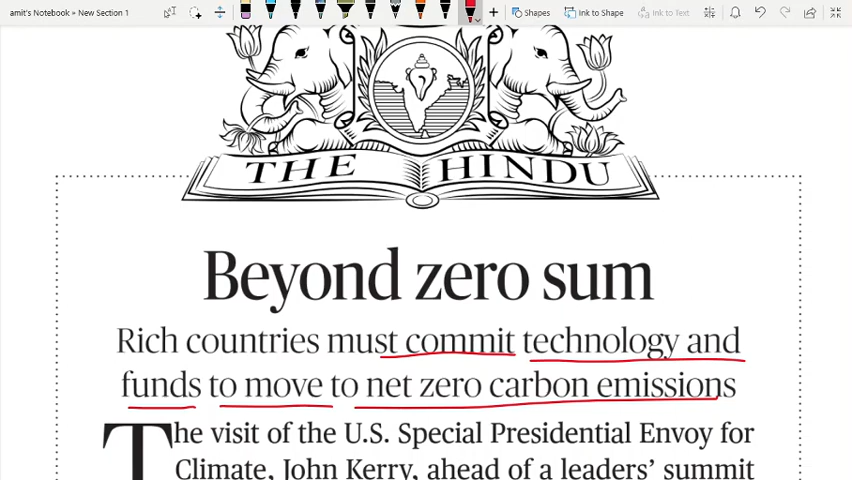 amit's Notebook » New Section 1
Shapes
Ink to Shape
Ink to Text
THE HINDU
Beyond zero sum
Rich countries must commit technology and
funds to move to net zero carbon emissions
The visit of the U.S. Special Presidential Envoy for
Climate, John Kerry, ahead of a leaders' summit